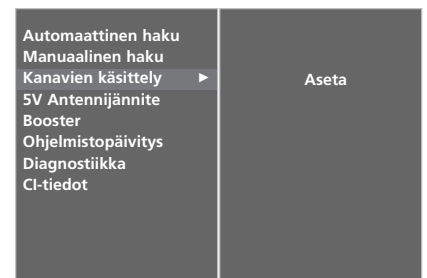 Automaattinen haku
Manuaalinen haku
Kanavien käsittely ►
Aseta
5V Antennijännite
Booster
Ohjelmistopäivitys
Diagnostiikka
CI-tiedot